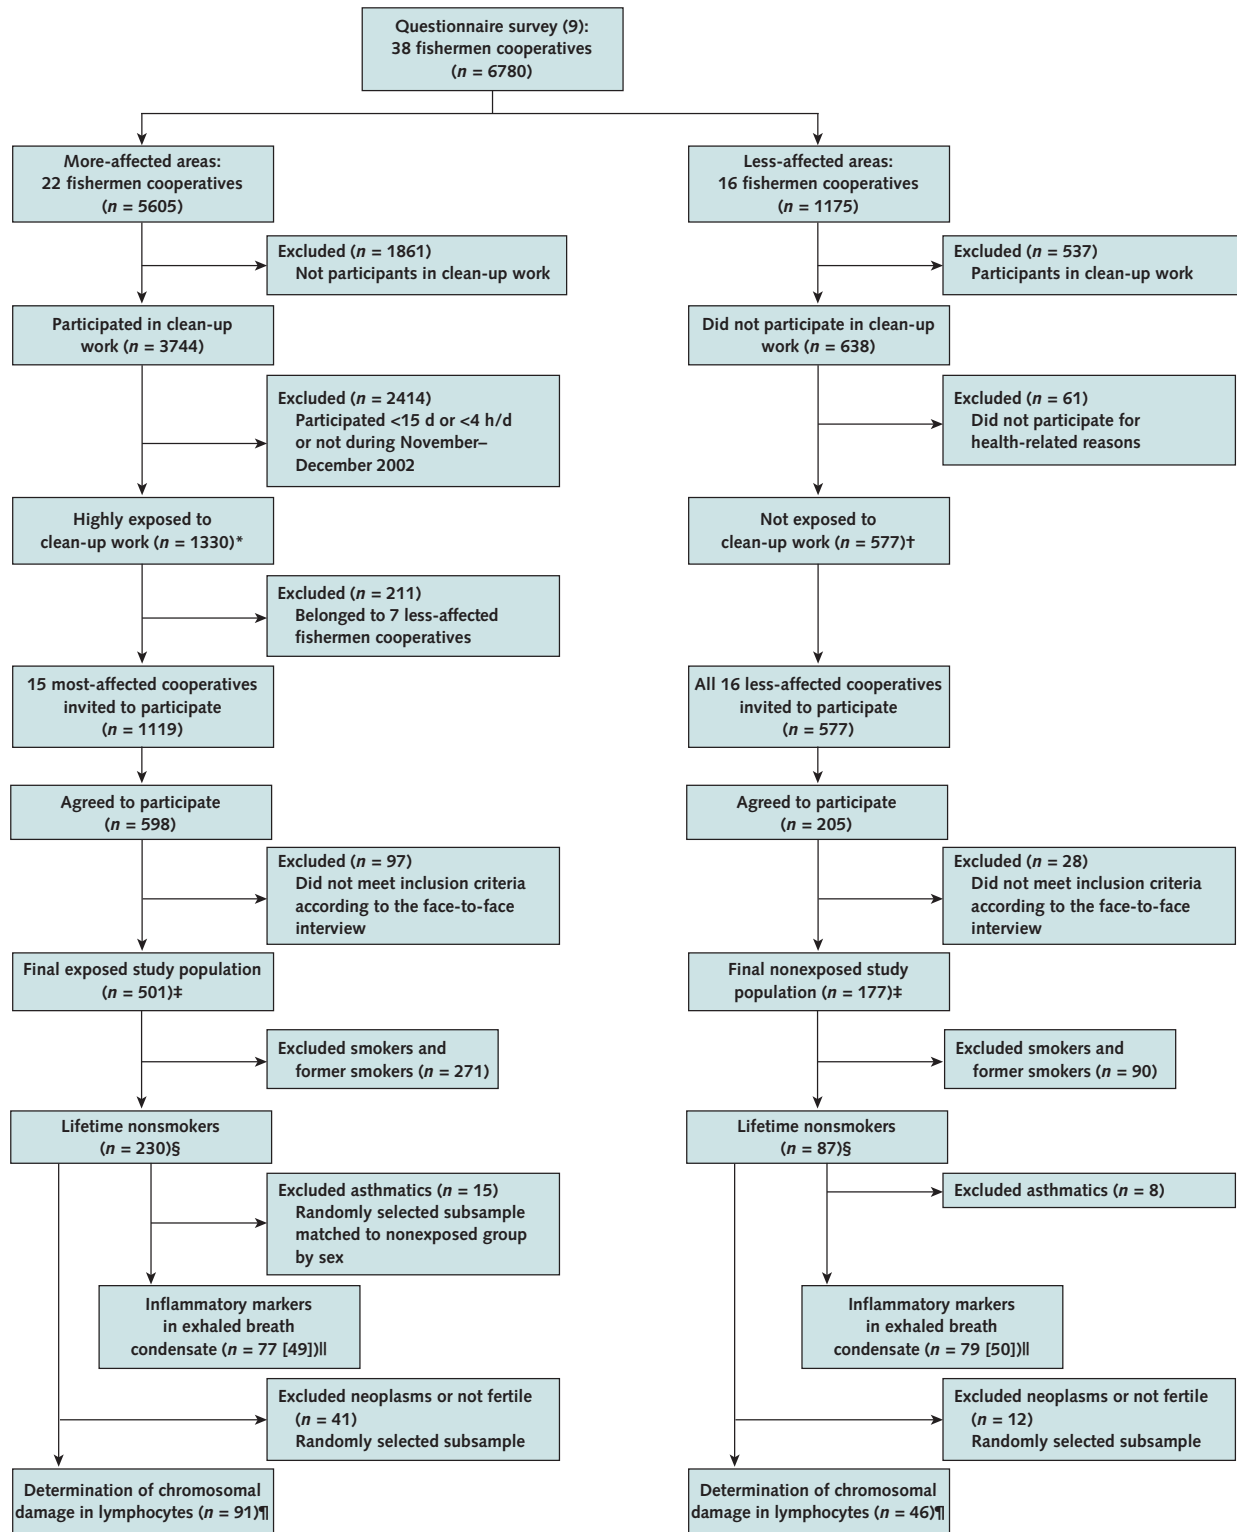 Questionnaire survey (9):
38 fishermen cooperatives
(n = 6780)
More-affected areas:
22 fishermen cooperatives
(n = 5605)
Less-affected areas:
16 fishermen cooperatives
(n = 1175)
Excluded (n = 1861)
Not participants in clean-up work
Excluded (n = 537)
Participants in clean-up work
Participated in clean-up
work (n = 3744)
Did not participate in clean-up
work (n = 638)
Excluded (n = 2414)
Participated <15 d or <4 h/d
or not during November–
December 2002
Excluded (n = 61)
Did not participate for
health-related reasons
Highly exposed to
clean-up work (n = 1330)*
Not exposed to
clean-up work (n = 577)†
Excluded (n = 211)
Belonged to 7 less-affected
fishermen cooperatives
15 most-affected cooperatives
invited to participate
(n = 1119)
All 16 less-affected cooperatives
invited to participate
(n = 577)
Agreed to participate
(n = 598)
Agreed to participate
(n = 205)
Excluded (n = 97)
Did not meet inclusion criteria
according to the face-to-face
interview
Excluded (n = 28)
Did not meet inclusion criteria
according to the face-to-face
interview
Final exposed study population
(n = 501)‡
Final nonexposed study
population (n = 177)‡
Excluded smokers and
former smokers (n = 271)
Excluded smokers and
former smokers (n = 90)
Lifetime nonsmokers
(n = 230)§
Lifetime nonsmokers
(n = 87)§
Excluded asthmatics (n = 15)
Randomly selected subsample
matched to nonexposed group
by sex
Excluded asthmatics (n = 8)
Inflammatory markers
in exhaled breath
condensate (n = 77 [49])||
Inflammatory markers
in exhaled breath
condensate (n = 79 [50])||
Excluded neoplasms or not fertile
(n = 41)
Randomly selected subsample
Excluded neoplasms or not fertile
(n = 12)
Randomly selected subsample
Determination of chromosomal
damage in lymphocytes (n = 91)¶
Determination of chromosomal
damage in lymphocytes (n = 46)¶